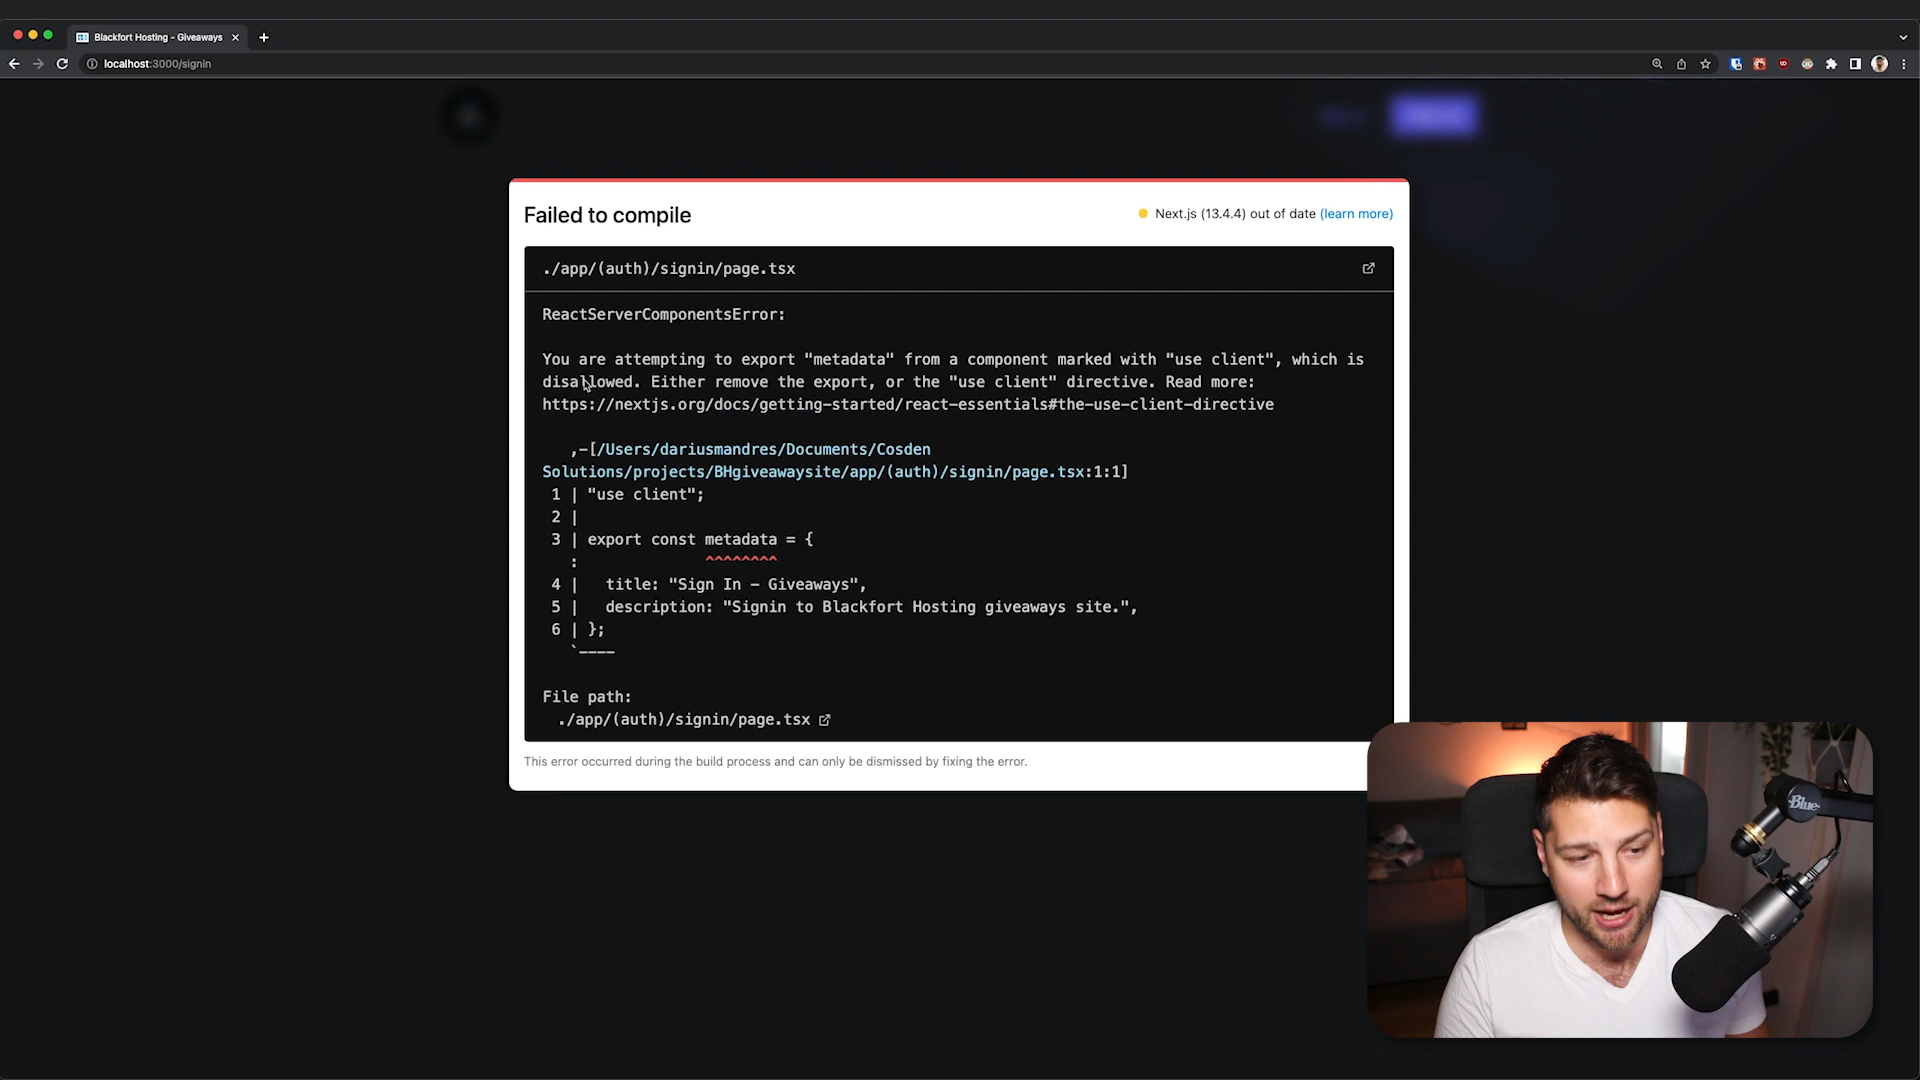 Blackfort Hosting - Giveaways
localhost:3000/signin
Failed to compile
Next.js (13.4.4) out of date (learn more)
./app/(auth)/signin/page.tsx
ReactServerComponentsError:
You are attempting to export "metadata" from a component marked with "use client", which is
disallowed. Either remove the export, or the "use client" directive. Read more:
https://nextjs.org/docs/getting-started/react-essentials#the-use-client-directive
,-[/Users/dariusmandres/Documents/Cosden
Solutions/projects/BHgiveawaysite/app/(auth)/signin/page.tsx:1:1]
1 | "use client";
2 |
3 | export const metadata = {
: ^^^^^^^^
4 | title: "Sign In – Giveaways",
5 | description: "Signin to Blackfort Hosting giveaways site.",
6 | };
`----
File path:
./app/(auth)/signin/page.tsx
This error occurred during the build process and can only be dismissed by fixing the error.
Blue